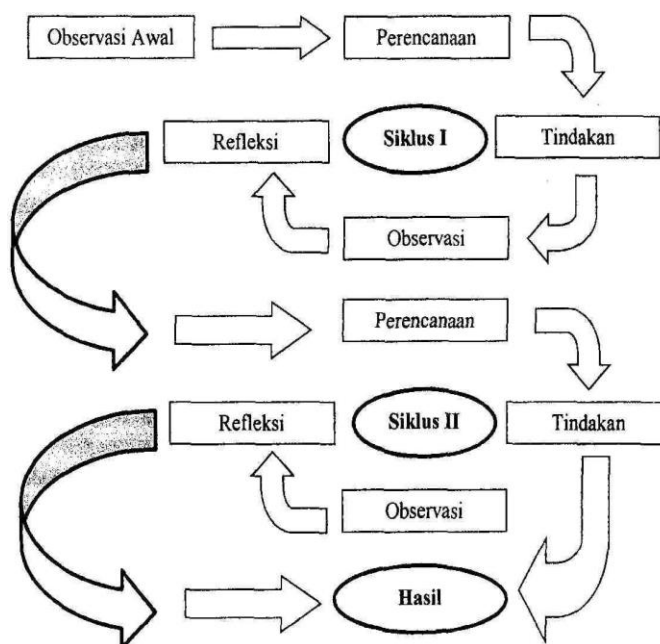 Observasi Awal
Perencanaan
Refleksi
Siklus I
Tindakan
Observasi
Perencanaan
Refleksi
Siklus II
Tindakan
Observasi
Hasil